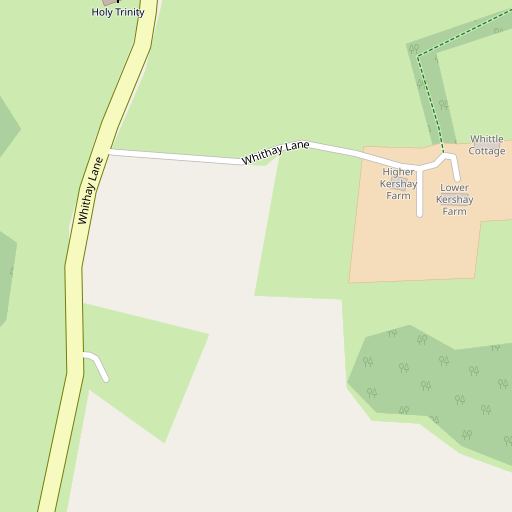 Holy Trinity
Whithay Lane
Whittle
Cottage
Whithay Lane
Higher
Kershay
Farm
Lower
Kershay
Farm